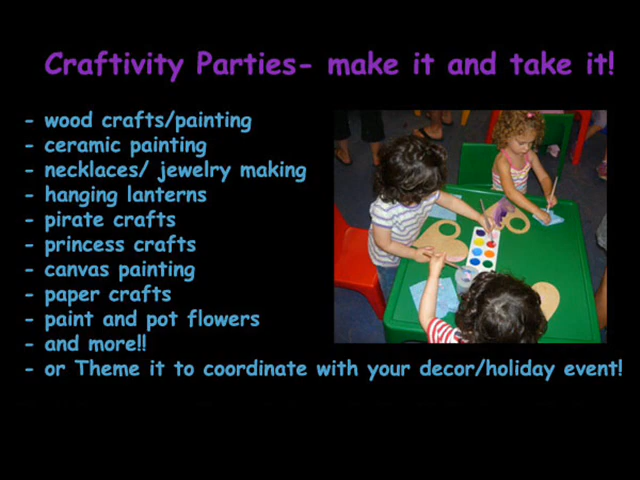 Craftivity Parties- make it and take it!
- wood crafts/painting
- ceramic painting
- necklaces/ jewelry making
- hanging lanterns
- pirate crafts
- princess crafts
- canvas painting
- paper crafts
- paint and pot flowers
- and more!!
- or Theme it to coordinate with your decor/holiday event!